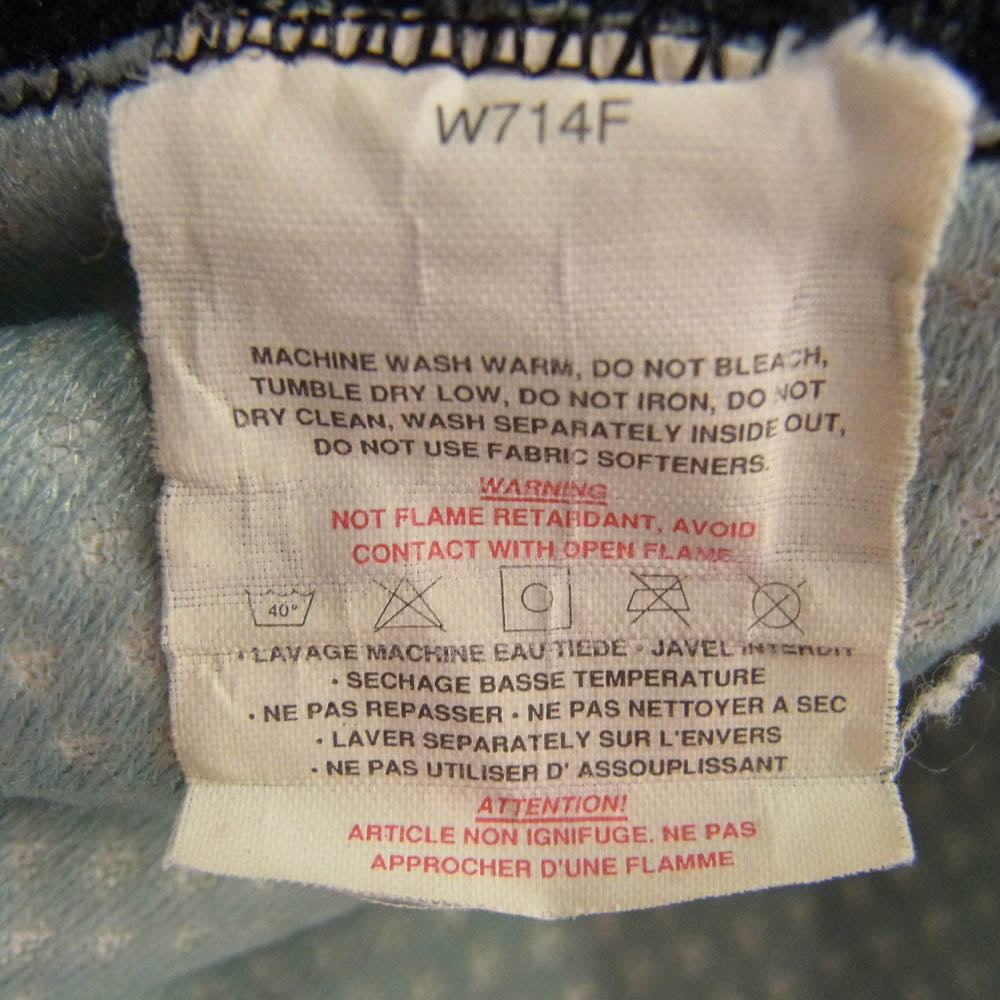 W714F
MACHINE WASH WARM, DO NOT BLEACH,
TUMBLE DRY LOW, DO NOT IRON, DO NOT
DRY CLEAN, WASH SEPARATELY INSIDE OUT,
DO NOT USE FABRIC SOFTENERS.
WARNING
NOT FLAME RETARDANT, AVOID
CONTACT WITH OPEN FLAME
40°
• LAVAGE MACHINE EAU TIEDE • JAVEL INTERDIT
• SECHAGE BASSE TEMPERATURE
• NE PAS REPASSER • NE PAS NETTOYER A SEC
• LAVER SEPARATELY SUR L'ENVERS
• NE PAS UTILISER D' ASSOUPLISSANT
ATTENTION!
ARTICLE NON IGNIFUGE. NE PAS
APPROCHER D'UNE FLAMME